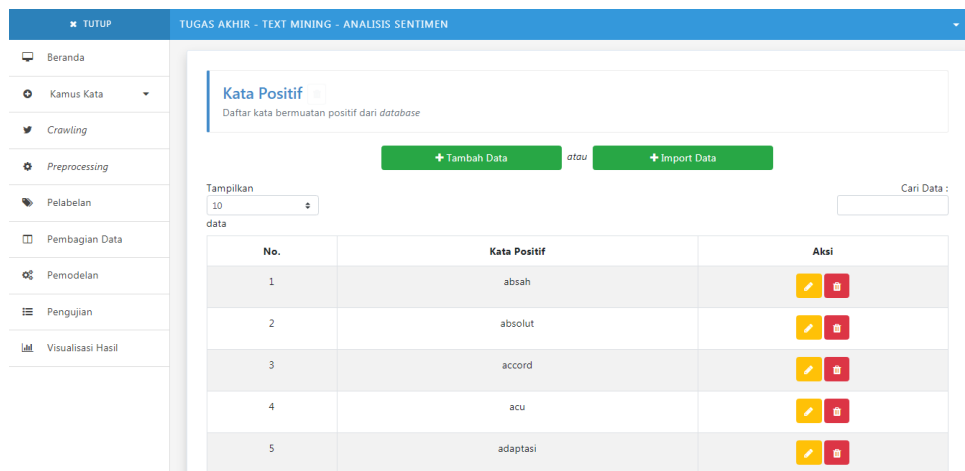 ✖ TUTUP
TUGAS AKHIR - TEXT MINING - ANALISIS SENTIMEN
Beranda
Kamus Kata
Crawling
Preprocessing
Pelabelan
Pembagian Data
Pemodelan
Pengujian
Visualisasi Hasil
Kata Positif
Daftar kata bermuatan positif dari database
+ Tambah Data atau + Import Data
Tampilkan
10
data
Cari Data :
No. Kata Positif Aksi
1 absah
2 absolut
3 accord
4 acu
5 adaptasi